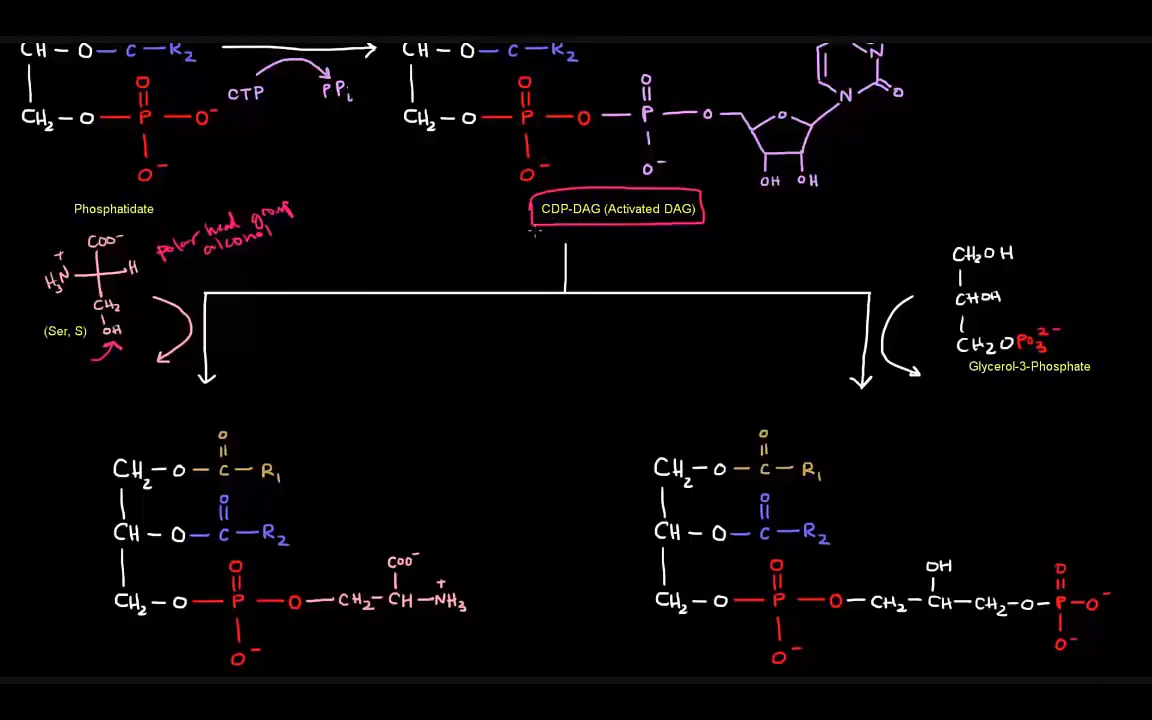 CH-O-C-R2
CH-O-C-R2
N
CTP
PPi
O
O
O
N
O
CH2-O-P-O-
CH2-O-P-O-P-O
O
O-
O-
O-
OH OH
Phosphatidate
CDP-DAG (Activated DAG)
polar head group
alcohol
COO-
+
H3N
H
CH2
OH
(Ser, S)
CH2OH
CHOH
CH2OPO3 2-
Glycerol-3-Phosphate
O
CH2-O-C-R1
O
CH-O-C-R2
O
COO-
+
CH2-O-P-O-CH2-CH-NH3
O-
O
CH2-O-C-R1
O
CH-O-C-R2
O
OH
O
CH2-O-P-O-CH2-CH-CH2-O-P-O-
O-
O-